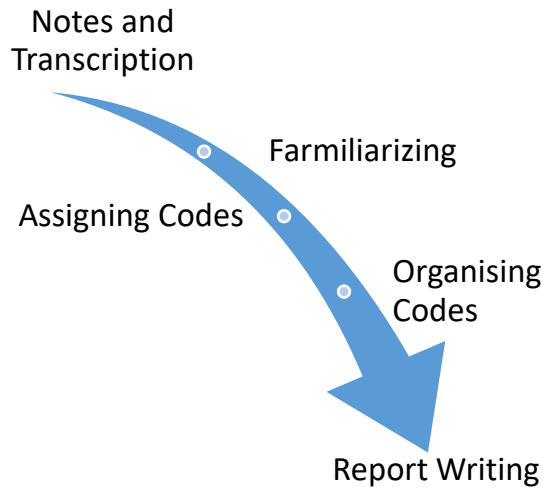 Notes and
Transcription
Farmiliarizing
Assigning Codes
Organising
Codes
Report Writing